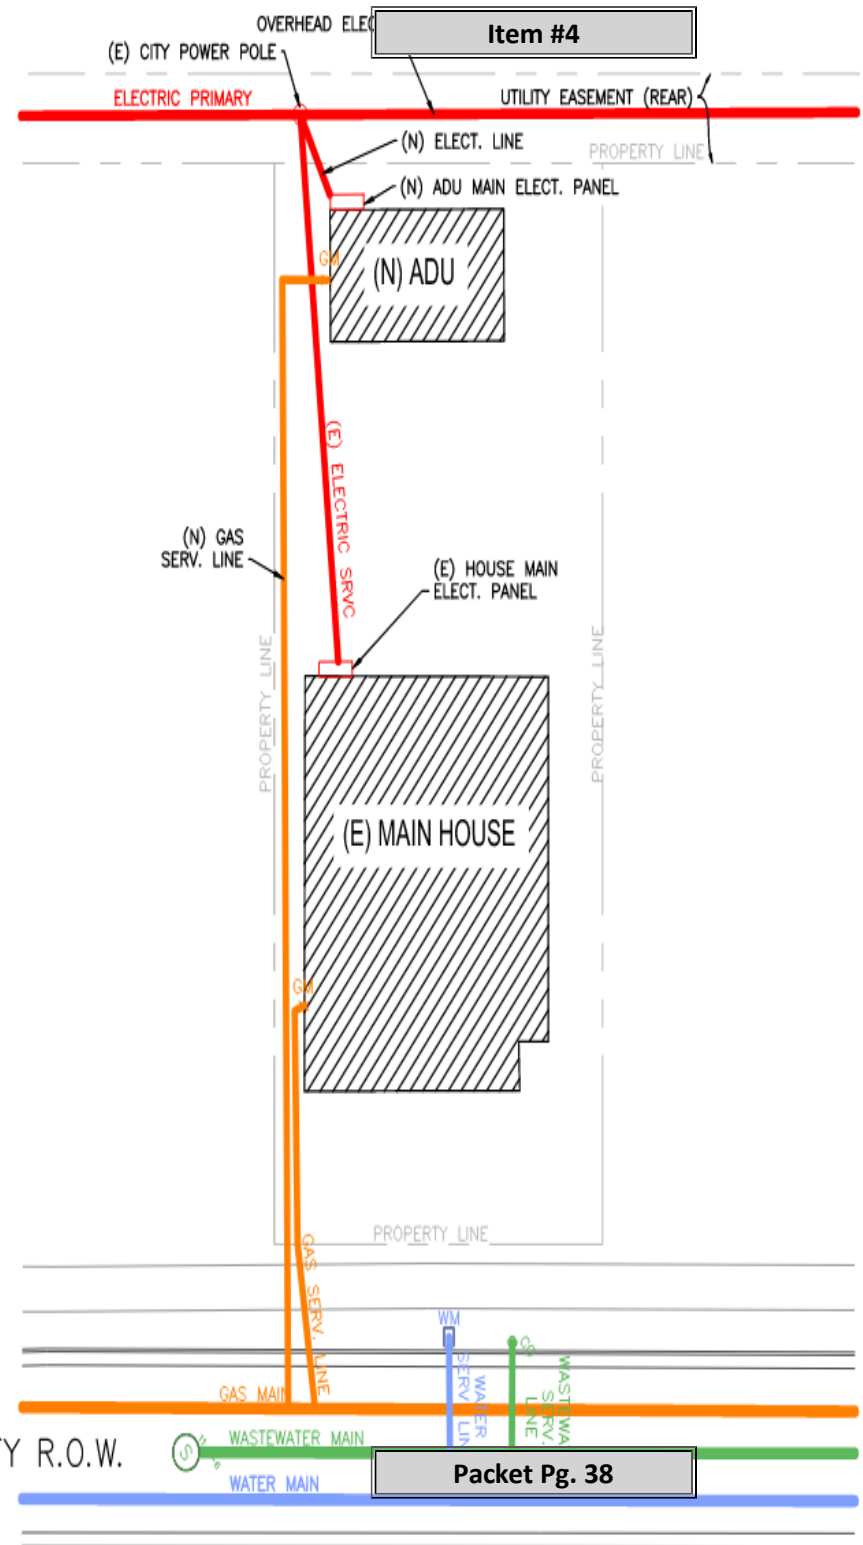 OVERHEAD
Item #4
(E) CITY POWER POLE
ELECTRIC PRIMARY
UTILITY EASEMENT (REAR)
(N) ELECT. LINE
PROPERTY LINE
(N) ADU MAIN ELECT. PANEL
GM
(N) ADU
(E) ELECTRIC SRVC
(N) GAS
SERV. LINE
(E) HOUSE MAIN
ELECT. PANEL
PROPERTY LINE
PROPERTY LINE
(E) MAIN HOUSE
GM
PROPERTY LINE
GAS SERV. LINE
WM
CO
WATER
SERV
WASTEWA
SERV.
LINE
GAS MAIN
WASTEWATER MAIN
R.O.W.
S
Packet Pg. 38
WATER MAIN